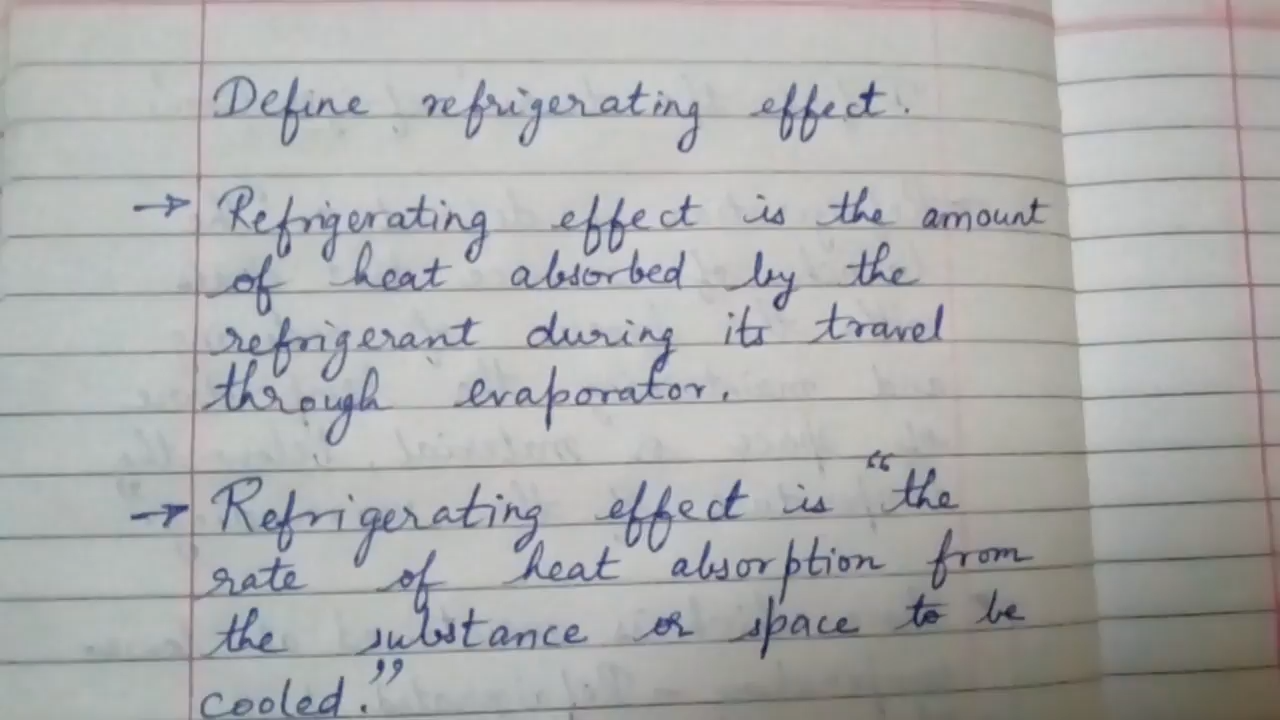 Define refrigerating effect.
→ Refrigerating effect is the amount
of heat absorbed by the
refrigerant during its travel
through evaporator.
→ Refrigerating effect is "the
rate of heat absorption from
the substance or space to be
cooled."